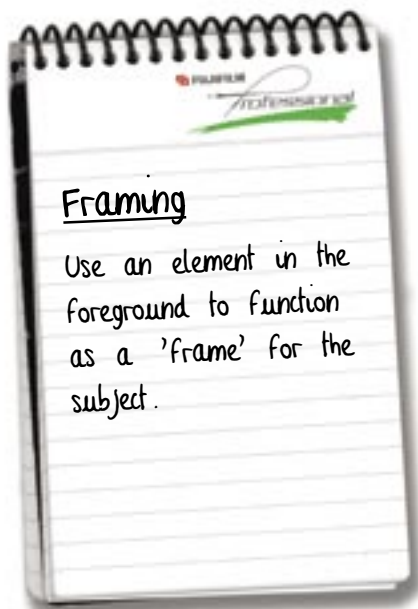 FUJIFILM
Professional
Framing
Use an element in the
foreground to function
as a 'frame' for the
subject.